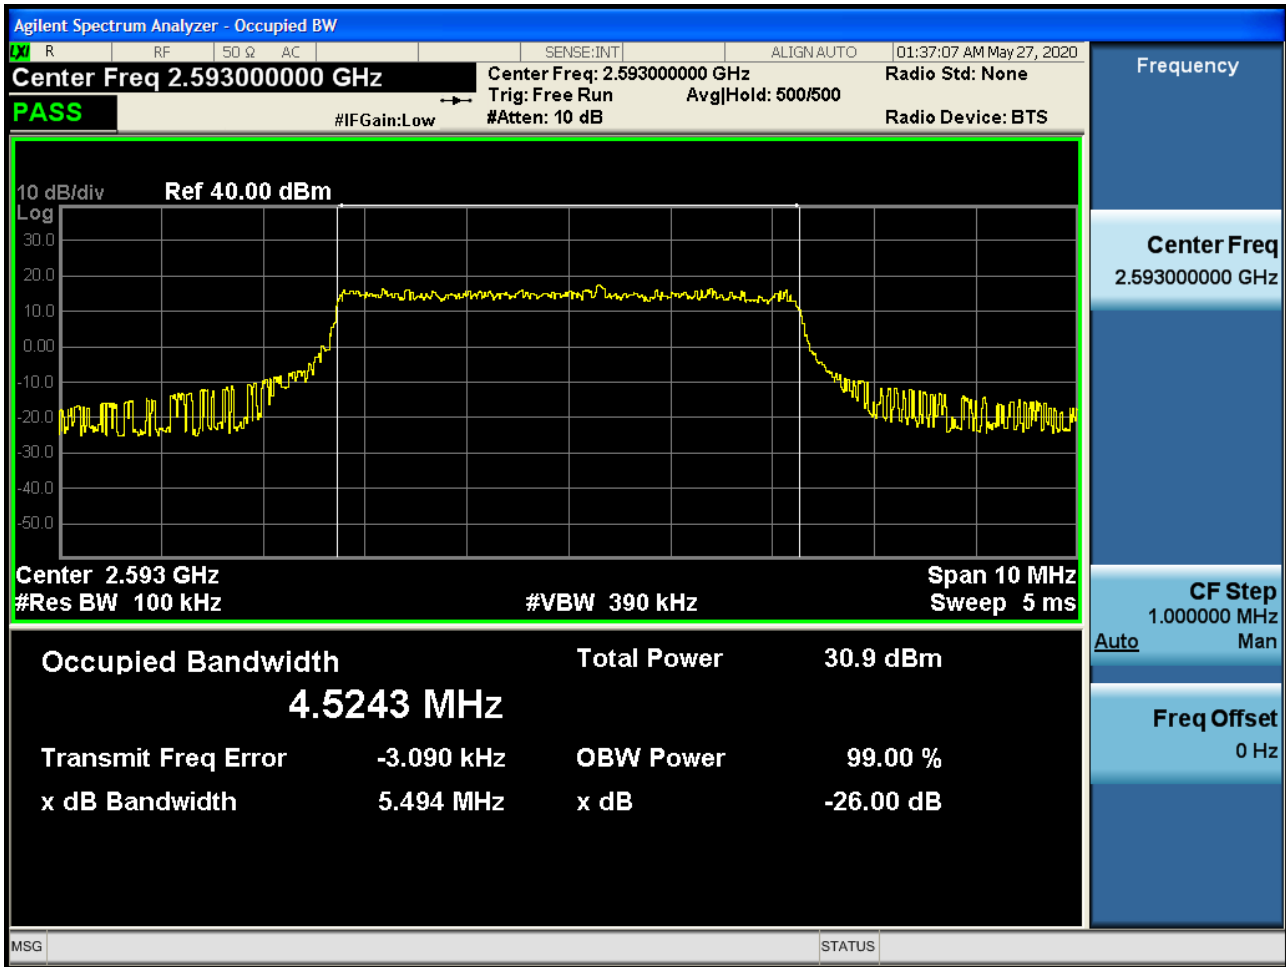 Agilent Spectrum Analyzer - Occupied BW
LXI R RF 50 Ω AC SENSE:INT ALIGN AUTO 01:37:07 AM May 27, 2020
Center Freq 2.593000000 GHz
PASS
#IFGain:Low
Center Freq: 2.593000000 GHz
Trig: Free Run Avg|Hold: 500/500
#Atten: 10 dB
Radio Std: None
Radio Device: BTS
10 dB/div Ref 40.00 dBm
Log
30.0
20.0
10.0
0.00
-10.0
-20.0
-30.0
-40.0
-50.0
Center 2.593 GHz Span 10 MHz
#Res BW 100 kHz #VBW 390 kHz Sweep 5 ms
Occupied Bandwidth Total Power 30.9 dBm
4.5243 MHz
Transmit Freq Error -3.090 kHz OBW Power 99.00 %
x dB Bandwidth 5.494 MHz x dB -26.00 dB
Frequency
Center Freq
2.593000000 GHz
CF Step
1.000000 MHz
Auto Man
Freq Offset
0 Hz
MSG STATUS